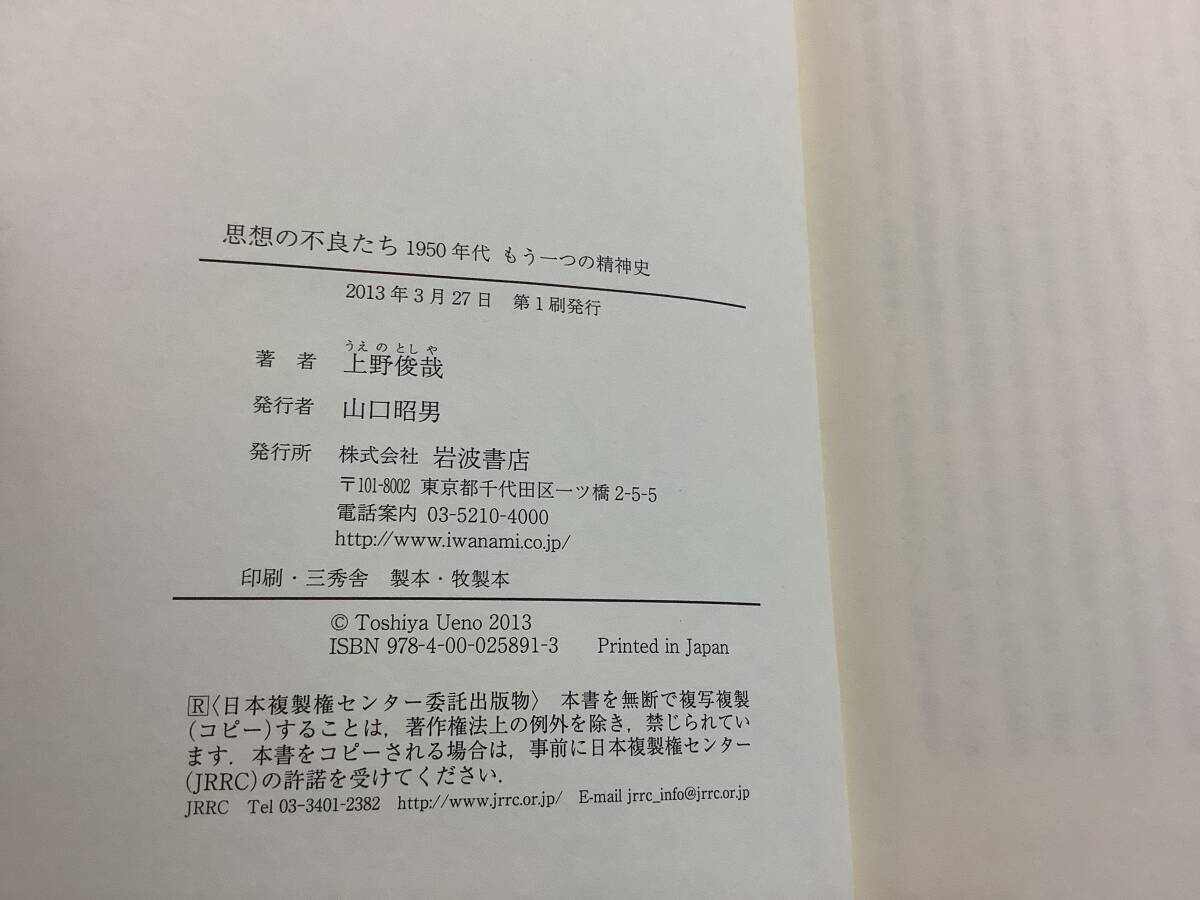 思想の不良たち 1950年代 もう一つの精神史
2013年3月27日 第1刷発行
うえのとしや
著者 上野俊哉
発行者 山口昭男
発行所 株式会社 岩波書店
〒101-8002 東京都千代田区一ツ橋2-5-5
電話案内 03-5210-4000
http://www.iwanami.co.jp/
印刷・三秀舎 製本・牧製本
© Toshiya Ueno 2013
ISBN 978-4-00-025891-3 Printed in Japan
R〈日本複製権センター委託出版物〉 本書を無断で複写複製
(コピー)することは，著作権法上の例外を除き，禁じられてい
ます．本書をコピーされる場合は，事前に日本複製権センター
(JRRC)の許諾を受けてください．
JRRC Tel 03-3401-2382 http://www.jrrc.or.jp/ E-mail jrrc_info@jrrc.or.jp